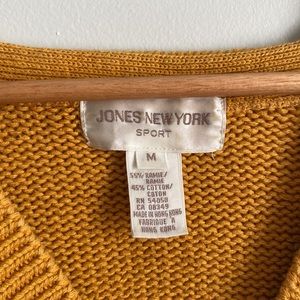 JONES NEW YORK
SPORT
M
55% RAMIE/
RAMIE
45% COTTON/
COTON
RN 54050
CA 08349
MADE IN HONG KONG
FABRIQUE A
HONG KONG